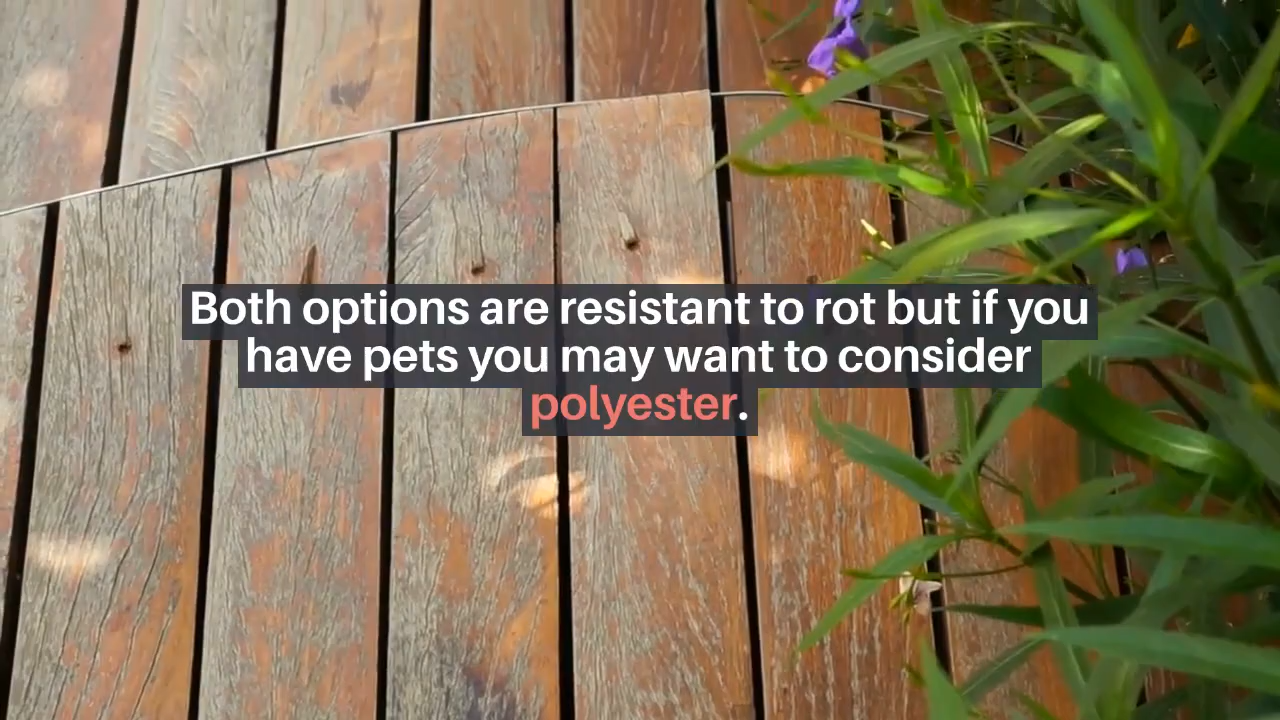 Both options are resistant to rot but if you
have pets you may want to consider
polyester.